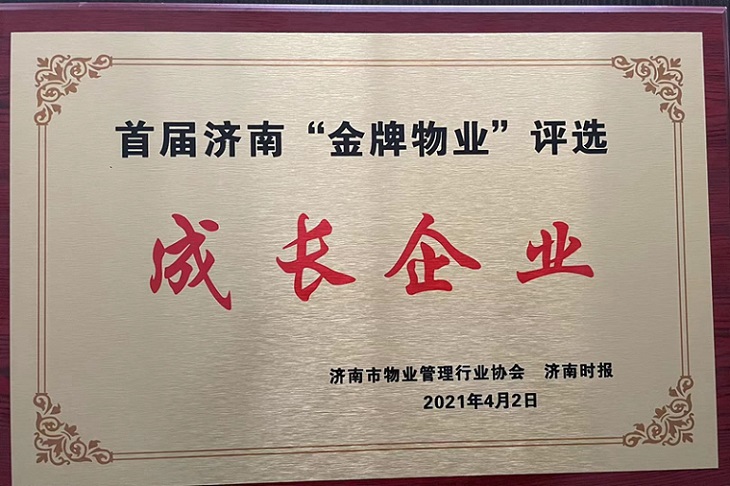 首届济南“金牌物业”评选
成长企业
济南市物业管理行业协会 济南时报
2021年4月2日